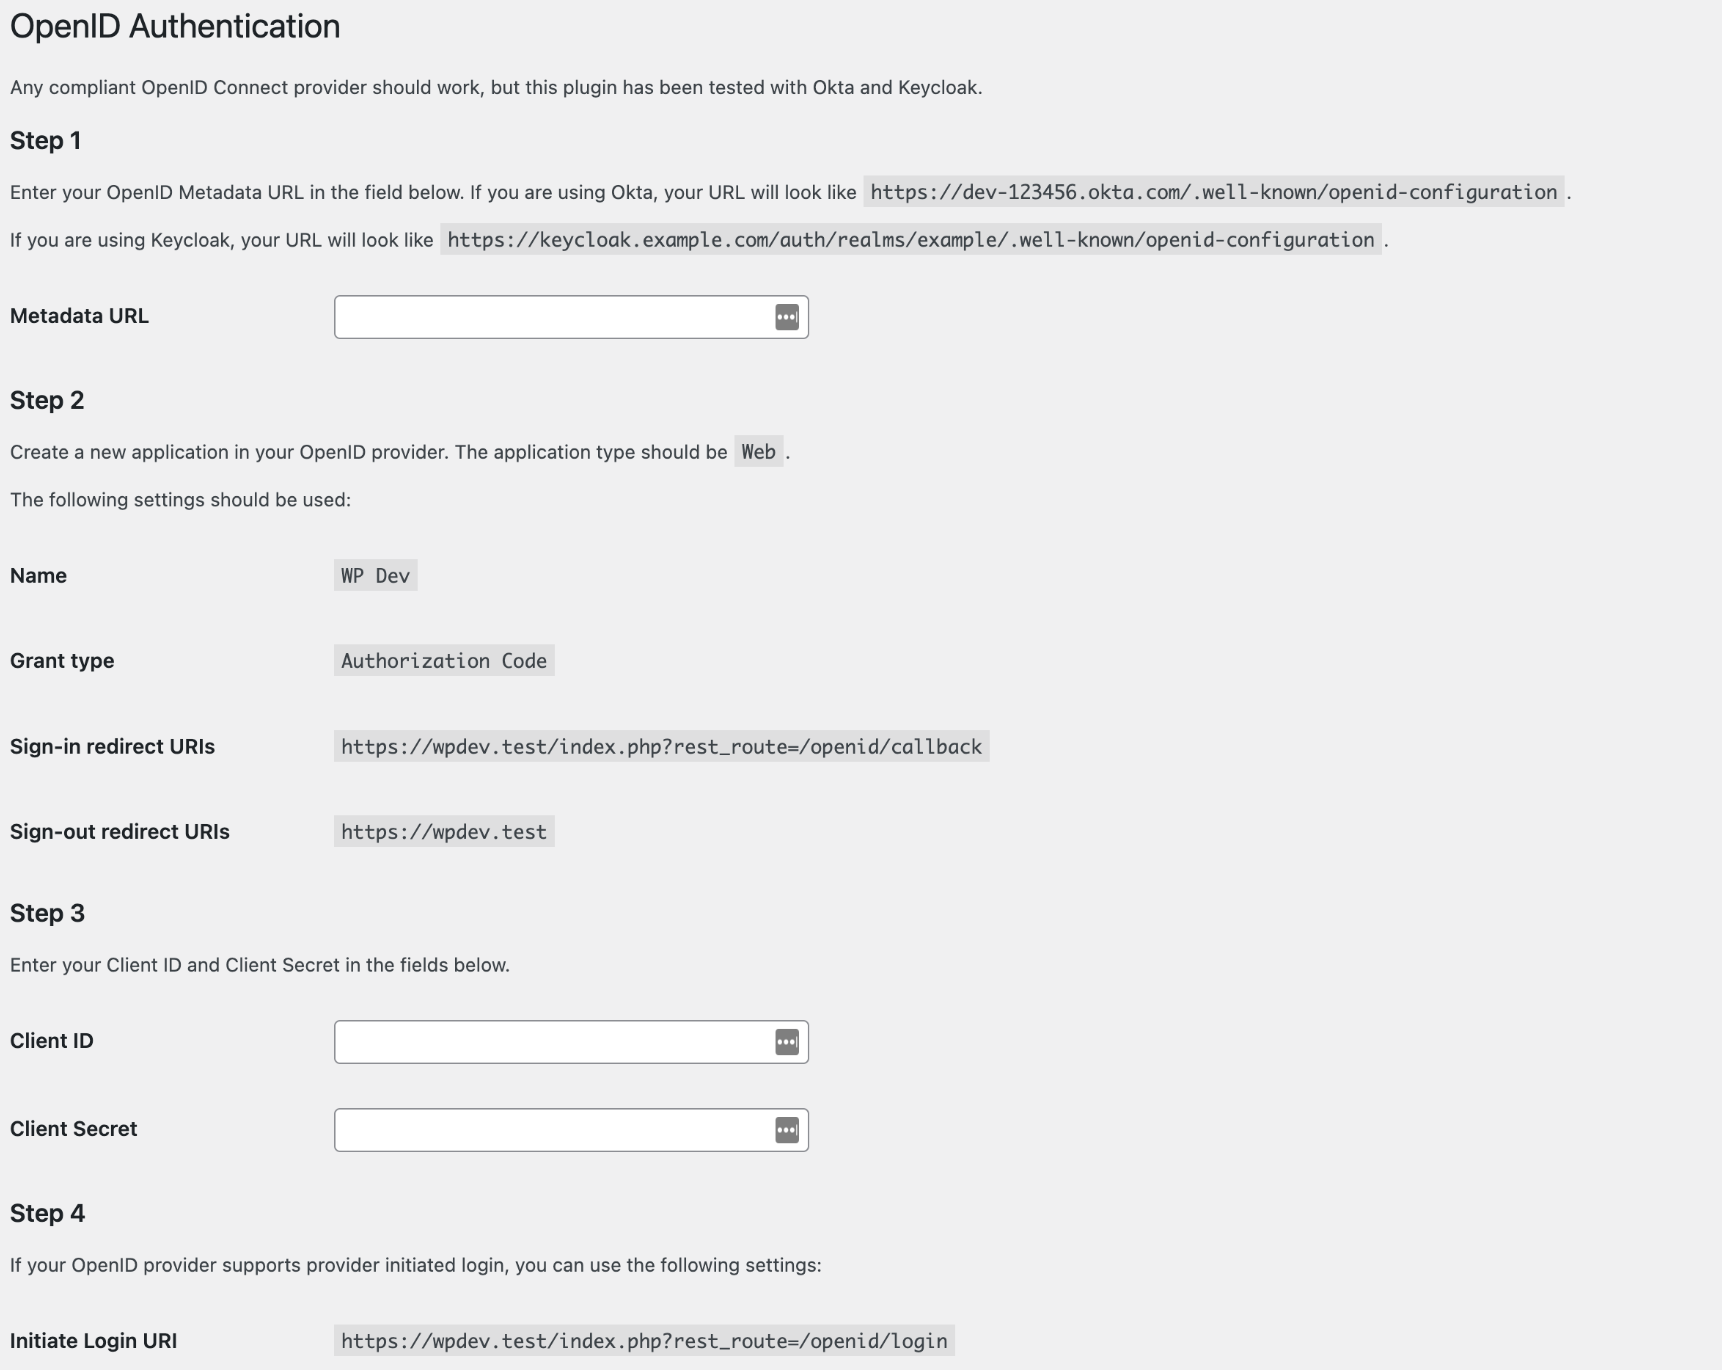 OpenID Authentication
Any compliant OpenID Connect provider should work, but this plugin has been tested with Okta and Keycloak.
Step 1
Enter your OpenID Metadata URL in the field below. If you are using Okta, your URL will look like https://dev-123456.okta.com/.well-known/openid-configuration .
If you are using Keycloak, your URL will look like https://keycloak.example.com/auth/realms/example/.well-known/openid-configuration .
Metadata URL
Step 2
Create a new application in your OpenID provider. The application type should be Web .
The following settings should be used:
Name WP Dev
Grant type Authorization Code
Sign-in redirect URIs https://wpdev.test/index.php?rest_route=/openid/callback
Sign-out redirect URIs https://wpdev.test
Step 3
Enter your Client ID and Client Secret in the fields below.
Client ID
Client Secret
Step 4
If your OpenID provider supports provider initiated login, you can use the following settings:
Initiate Login URI https://wpdev.test/index.php?rest_route=/openid/login